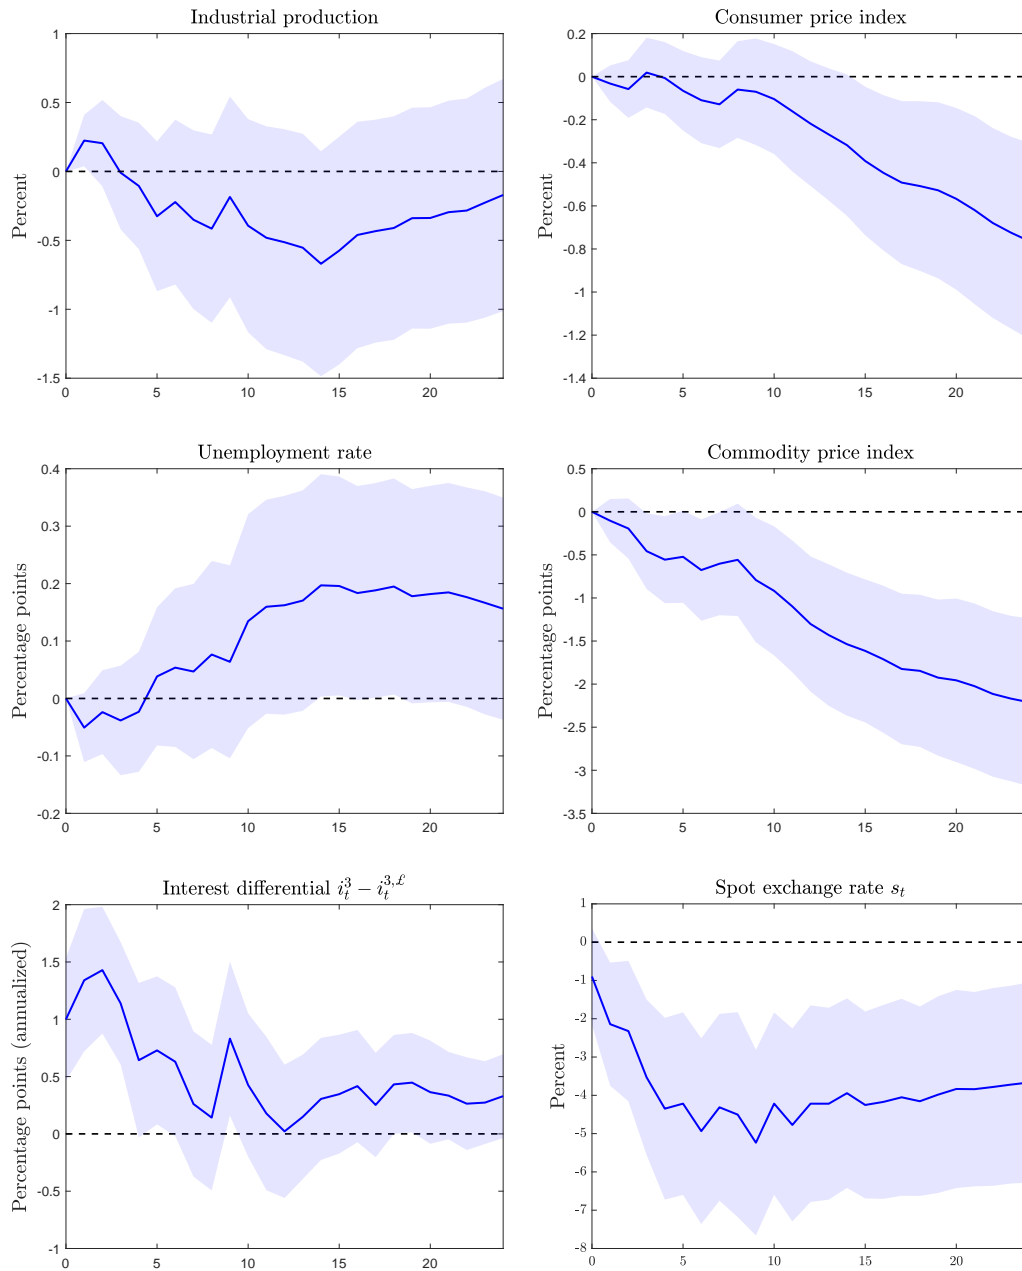 Industrial production
Percent
1
0.5
0
-0.5
-1
-1.5
0 5 10 15 20
Consumer price index
Percent
0.2
0
-0.2
-0.4
-0.6
-0.8
-1
-1.2
-1.4
0 5 10 15 20
Unemployment rate
Percentage points
0.4
0.3
0.2
0.1
0
-0.1
-0.2
0 5 10 15 20
Commodity price index
Percentage points
0.5
0
-0.5
-1
-1.5
-2
-2.5
-3
-3.5
0 5 10 15 20
Interest differential $i_t^3 - i_t^{3,£}$
Percentage points (annualized)
2
1.5
1
0.5
0
-0.5
-1
0 5 10 15 20
Spot exchange rate $s_t$
Percent
1
0
-1
-2
-3
-4
-5
-6
-7
-8
0 5 10 15 20